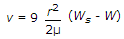 v = 9 r²/2μ (Ws - W)